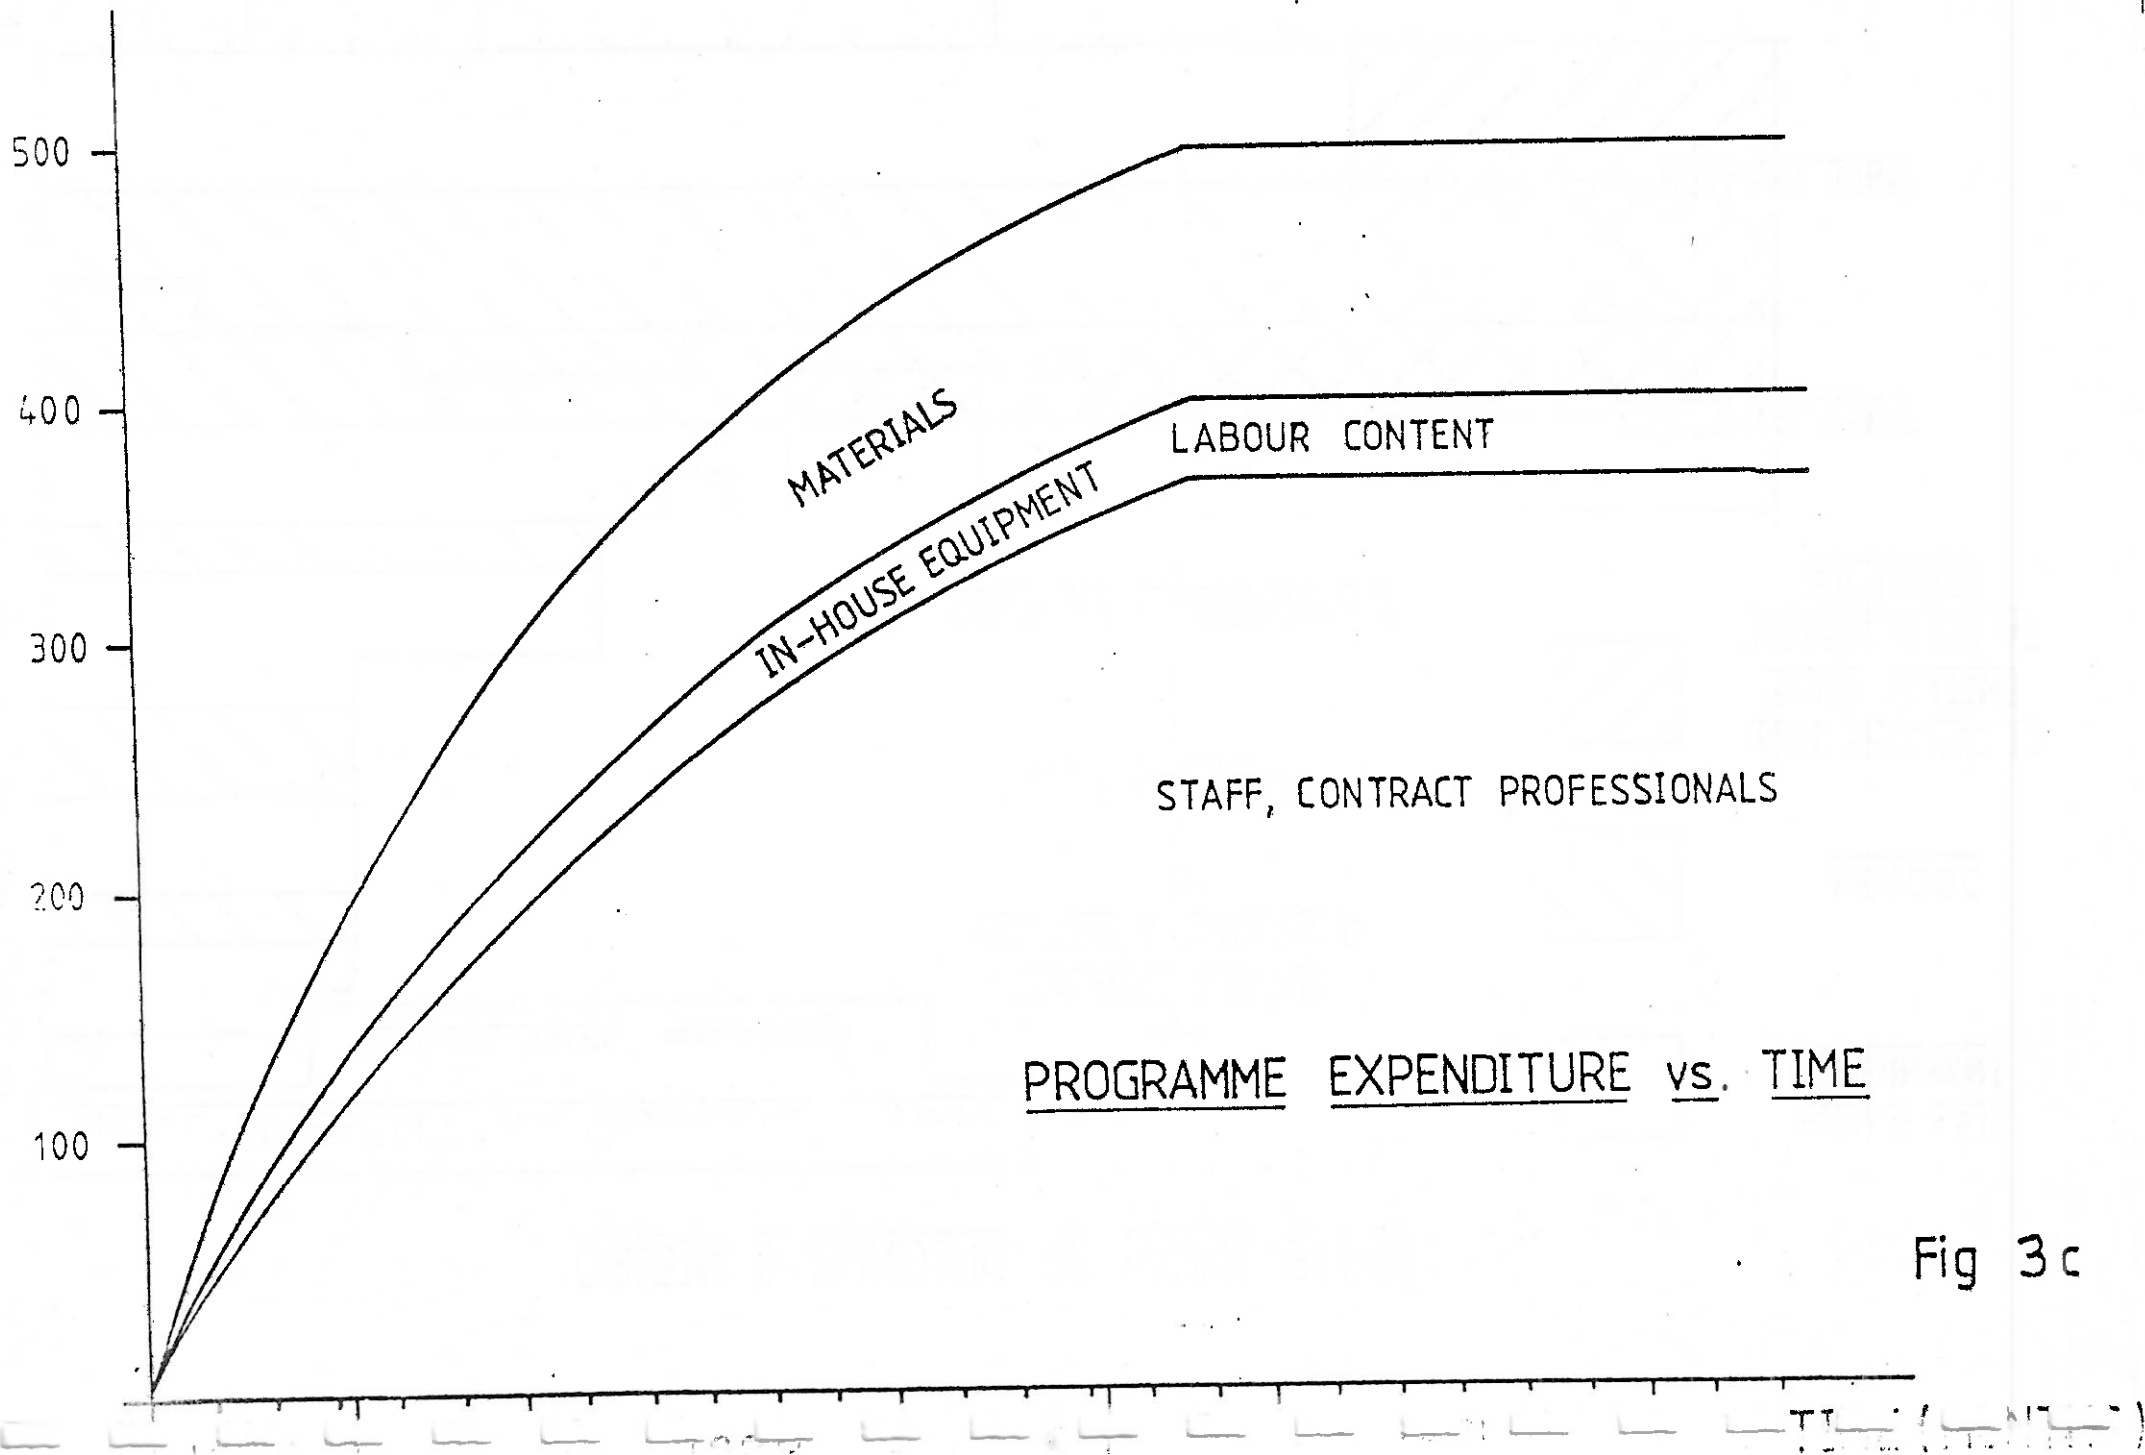 500
400
300
200
100
MATERIALS
LABOUR CONTENT
IN-HOUSE EQUIPMENT
STAFF, CONTRACT PROFESSIONALS
PROGRAMME EXPENDITURE vs. TIME
Fig 3c